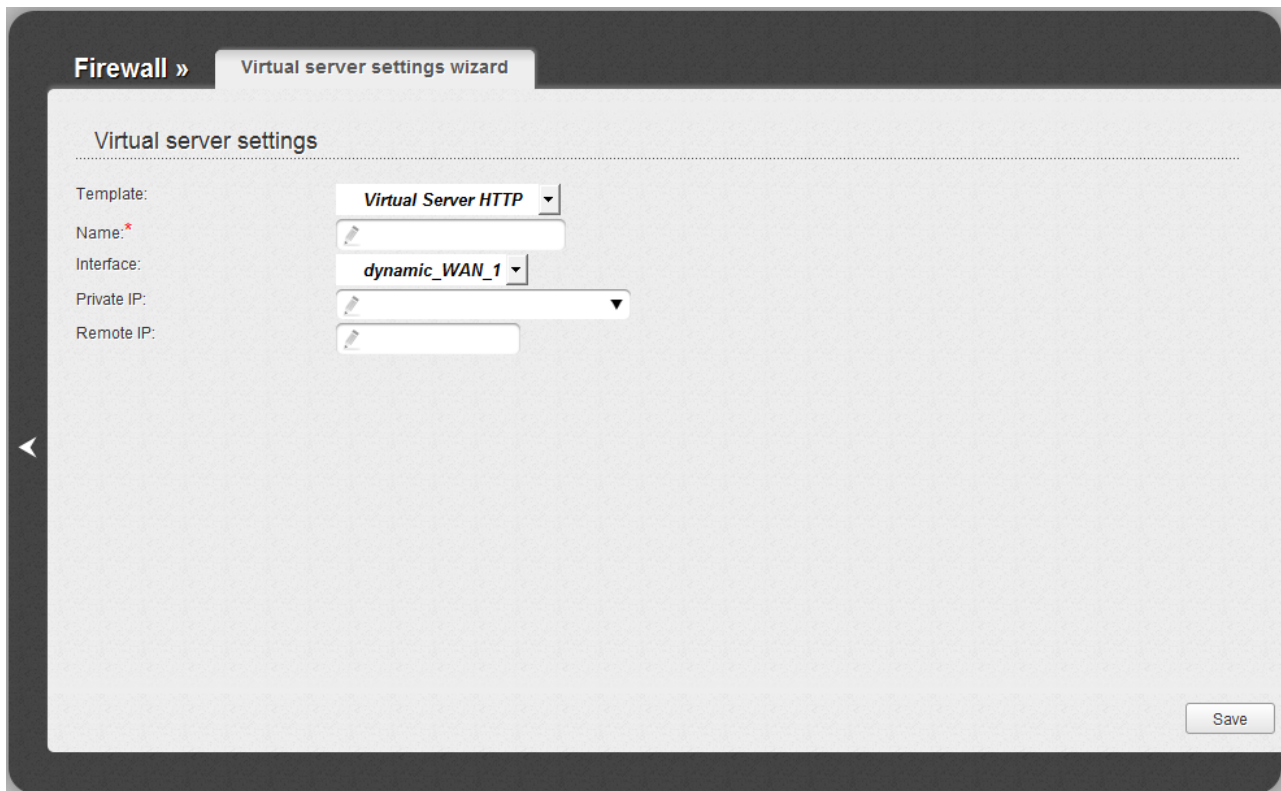 Firewall » Virtual server settings wizard
Virtual server settings
Template: Virtual Server HTTP
Name:*
Interface: dynamic_WAN_1
Private IP:
Remote IP:
Save